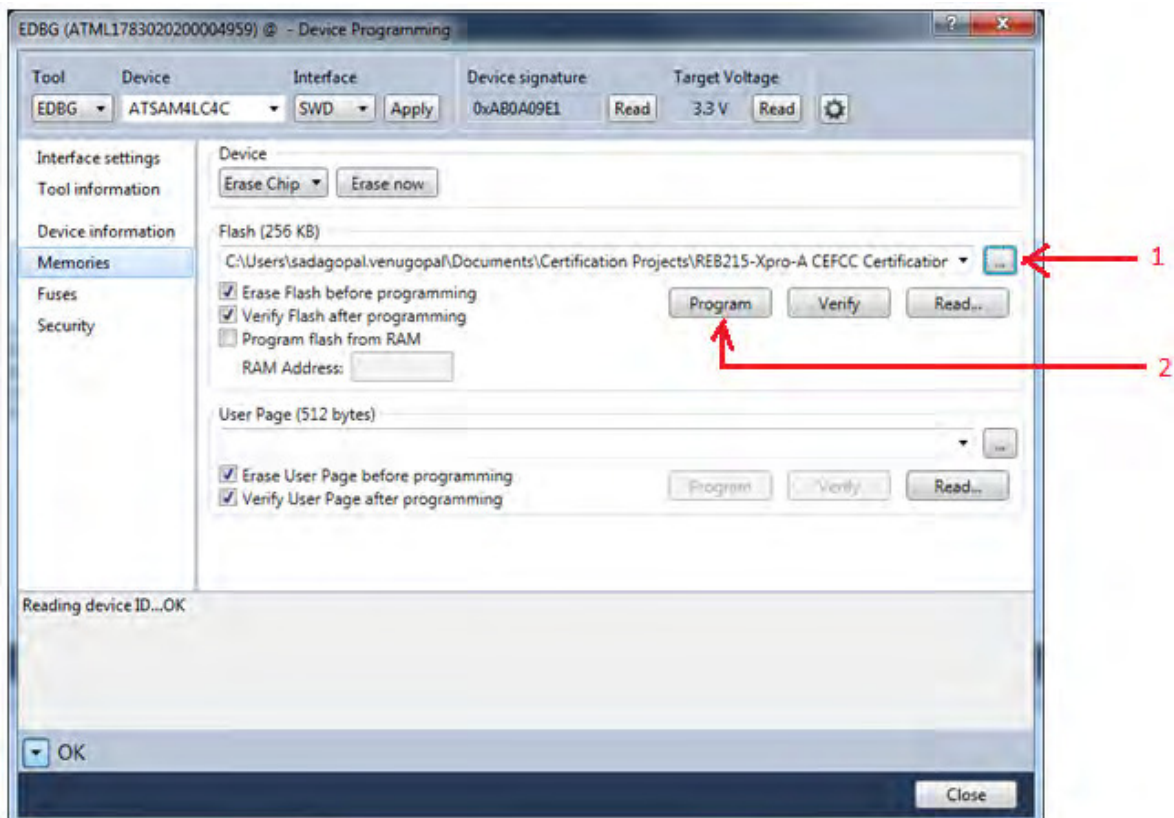 EDBG (ATML1783020200004959) @ - Device Programming
Tool Device Interface Device signature Target Voltage
EDBG ATSAM4LC4C SWD Apply 0xAB0A09E1 Read 3.3 V Read
Interface settings
Tool information
Device information
Memories
Fuses
Security
Device
Erase Chip Erase now
Flash (256 KB)
C:\Users\sadagopal.venugopal\Documents\Certification Projects\REB215-Xpro-A CEFCC Certification ...
1
Erase Flash before programming
Verify Flash after programming
Program flash from RAM
RAM Address:
Program Verify Read...
2
User Page (512 bytes)
...
Erase User Page before programming
Verify User Page after programming
Program Verify Read...
Reading device ID...OK
OK
Close